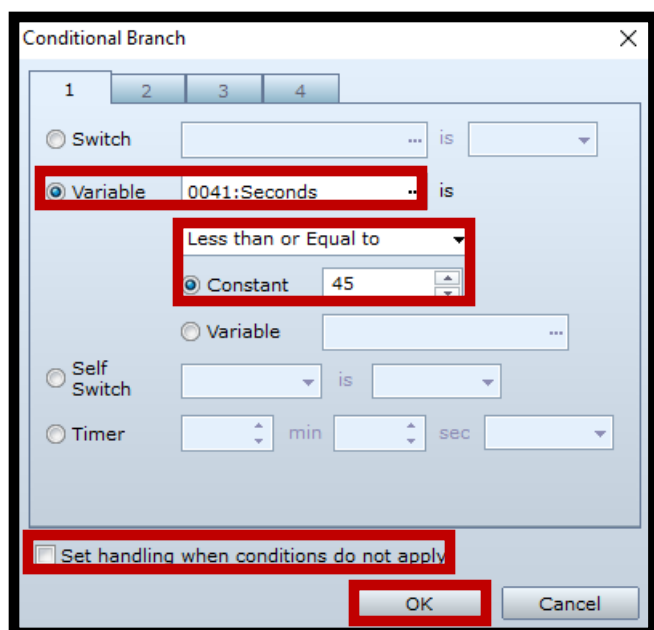 Conditional Branch
1 2 3 4
Switch ... is
Variable 0041:Seconds ... is
Less than or Equal to
Constant 45
Variable ...
Self
Switch is
Timer min sec
Set handling when conditions do not apply
OK Cancel